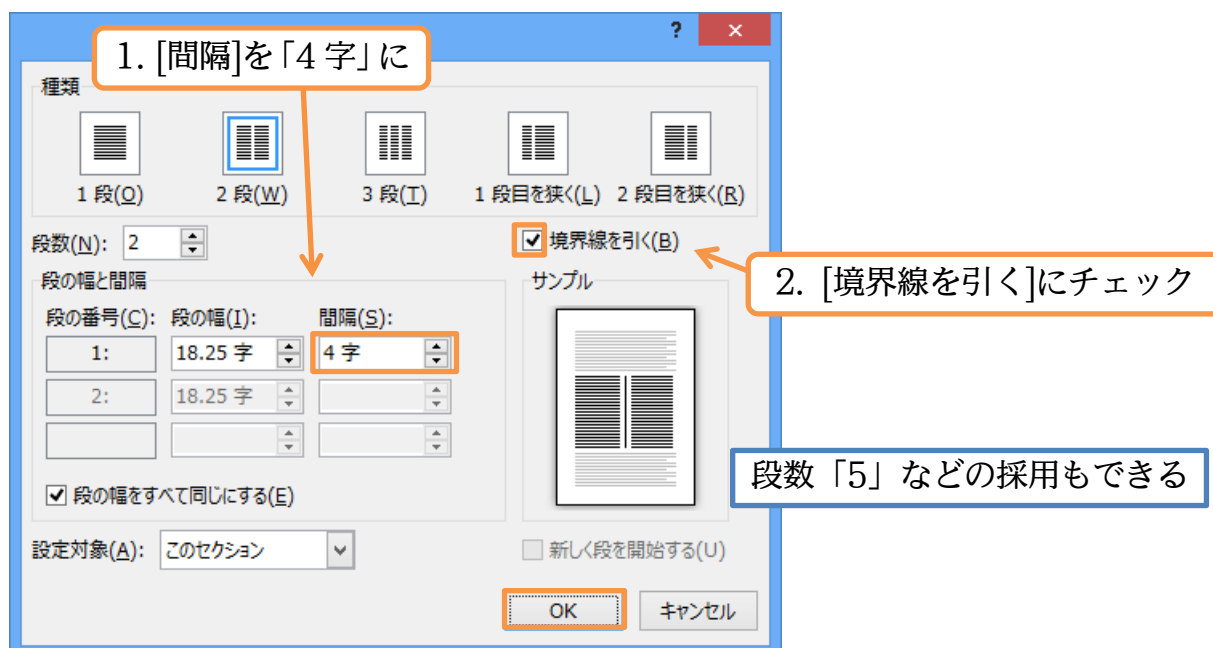 ?
×
1. [間隔]を「4 字」に
種類
1 段(O)
2 段(W)
3 段(T)
1 段目を狭く(L)
2 段目を狭く(R)
段数(N): 2
境界線を引く(B)
2. [境界線を引く]にチェック
段の幅と間隔
サンプル
段の番号(C): 段の幅(I): 間隔(S):
1: 18.25 字 4 字
2: 18.25 字
段数「5」などの採用もできる
段の幅をすべて同じにする(E)
設定対象(A): このセクション
新しく段を開始する(U)
OK キャンセル